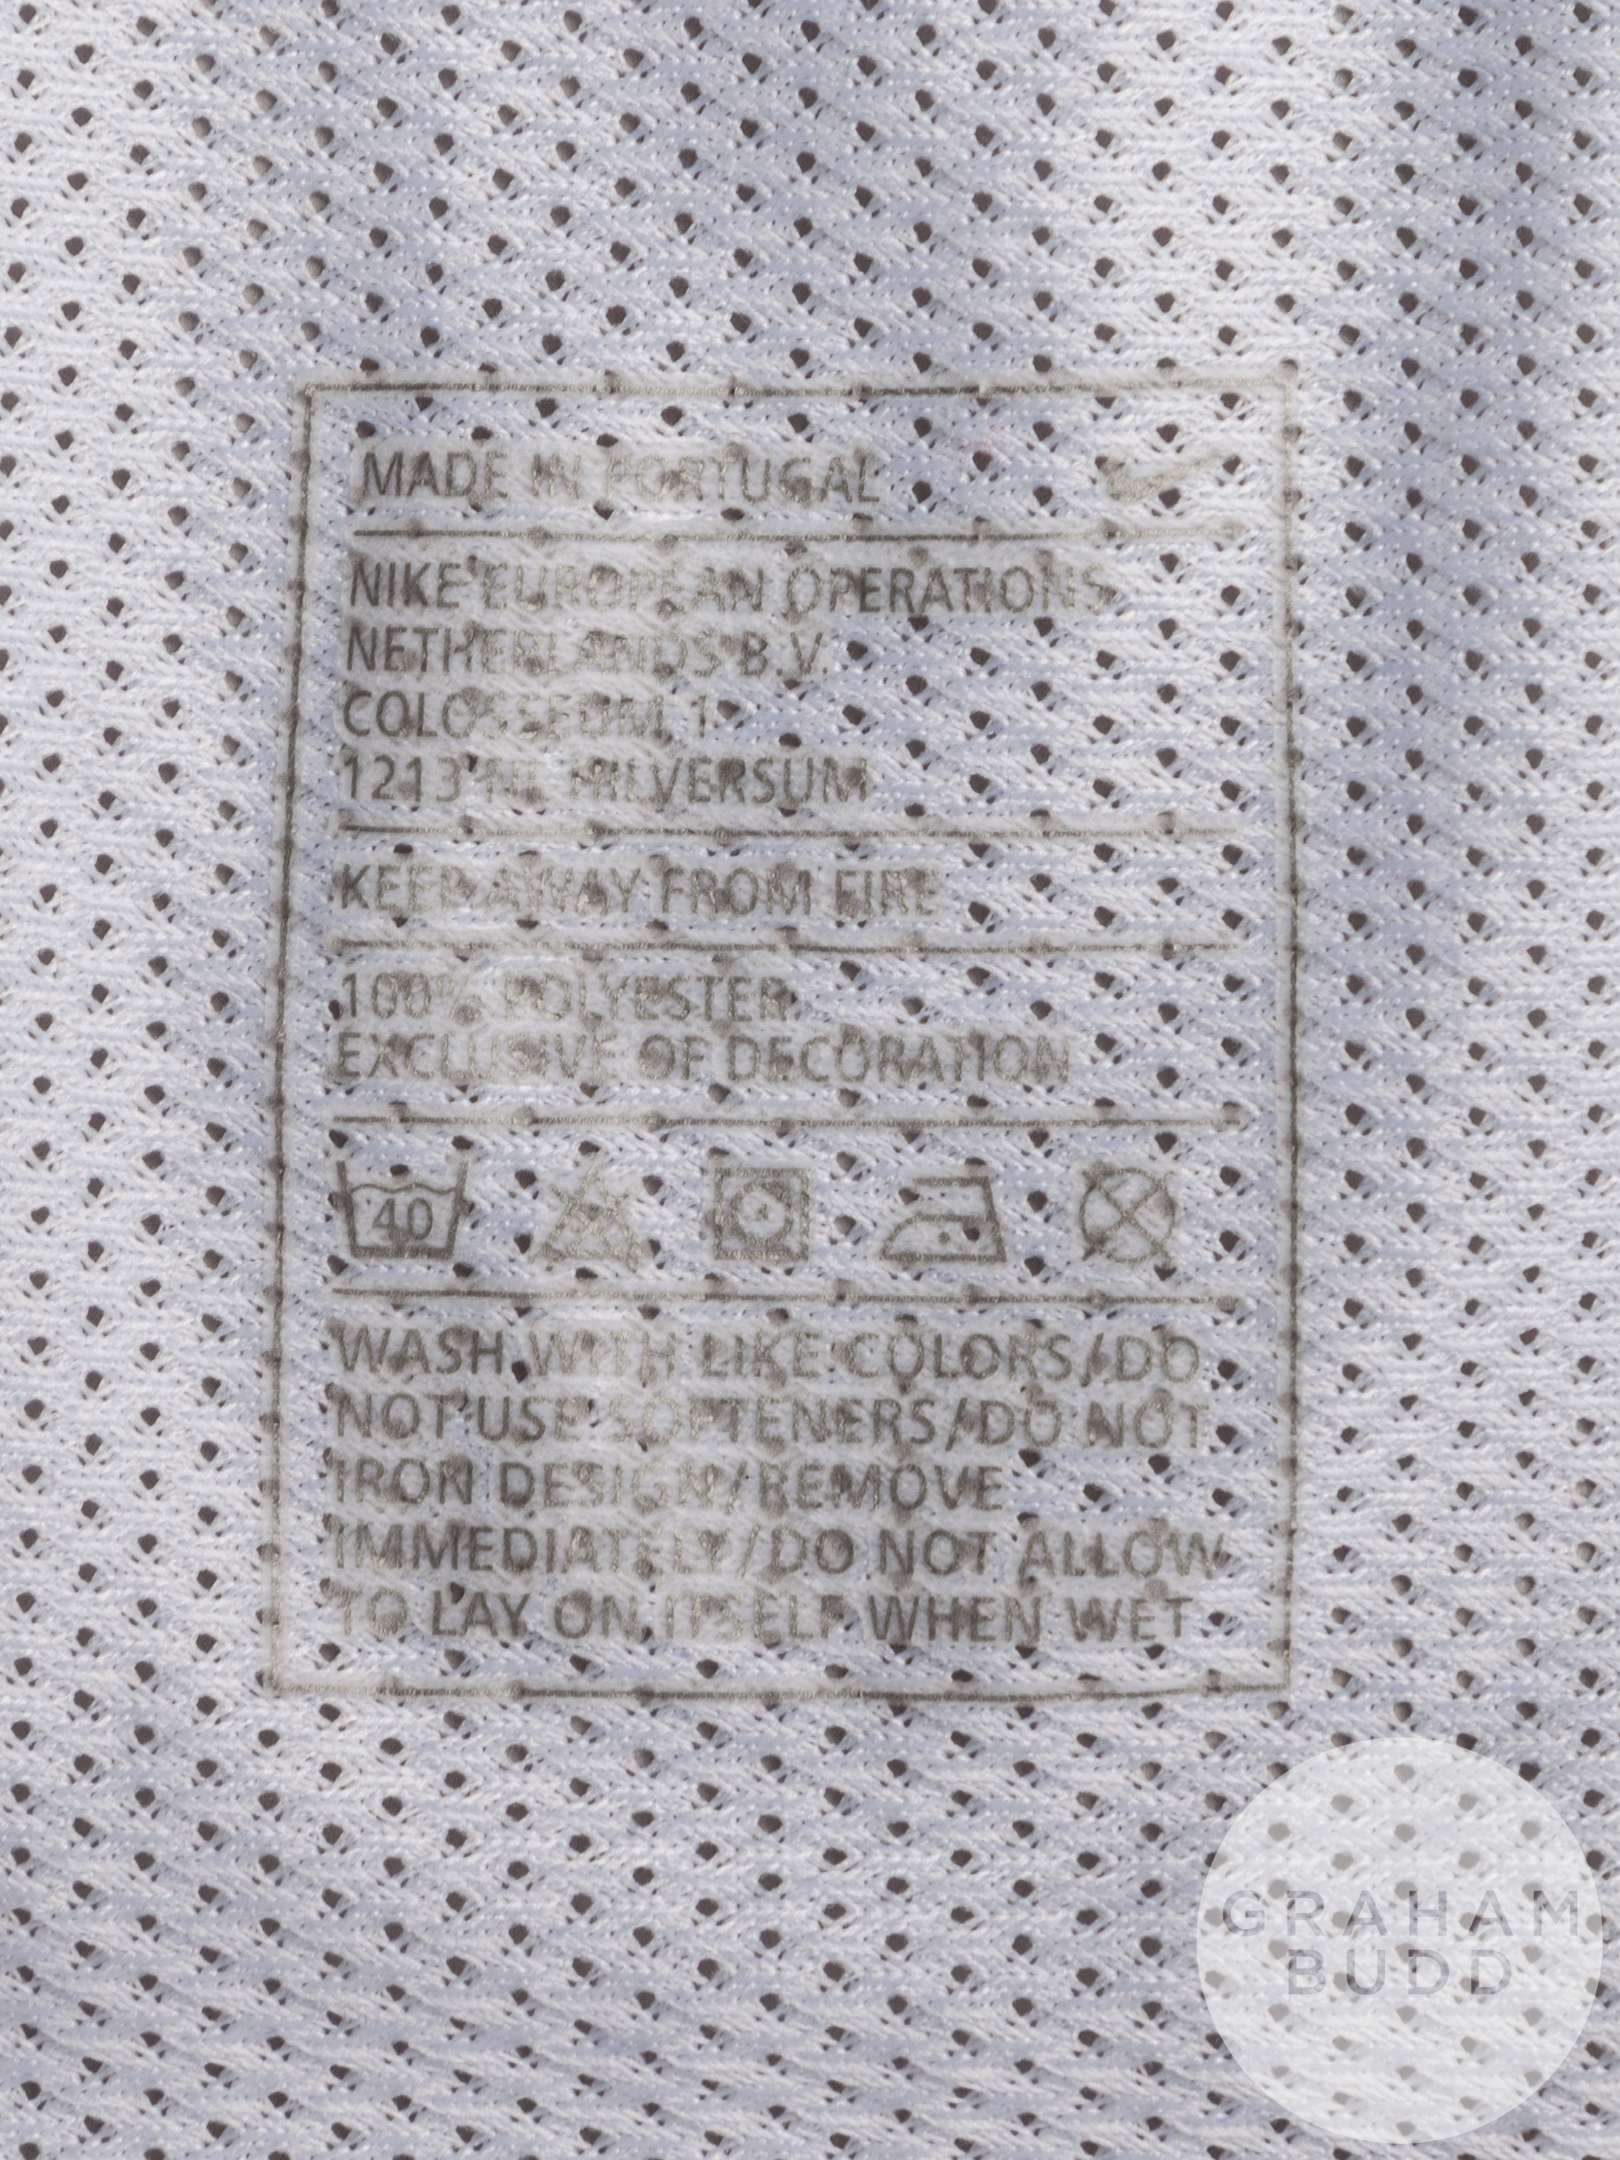 MADE IN PORTUGAL
NIKE EUROPEAN OPERATIONS
NETHERLANDS B.V.
COLOSSEUM 1
1213 NL HILVERSUM
KEEP AWAY FROM FIRE
100% POLYESTER
EXCLUSIVE OF DECORATION
40
WASH WITH LIKE COLORS/DO
NOT USE SOFTENERS/DO NOT
IRON DESIGN/REMOVE
IMMEDIATELY/DO NOT ALLOW
TO LAY ON ITSELF WHEN WET
GRAHAM
BUDD